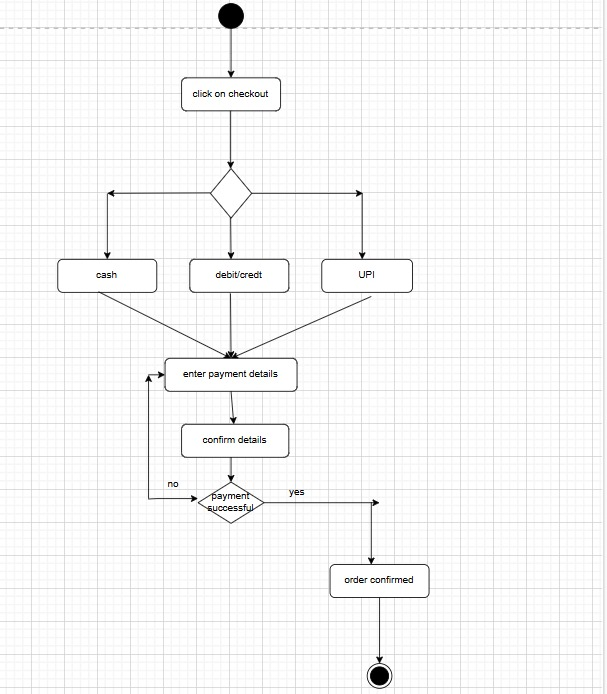 click on checkout
cash
debit/credt
UPI
enter payment details
confirm details
no
yes
payment
successful
order confirmed